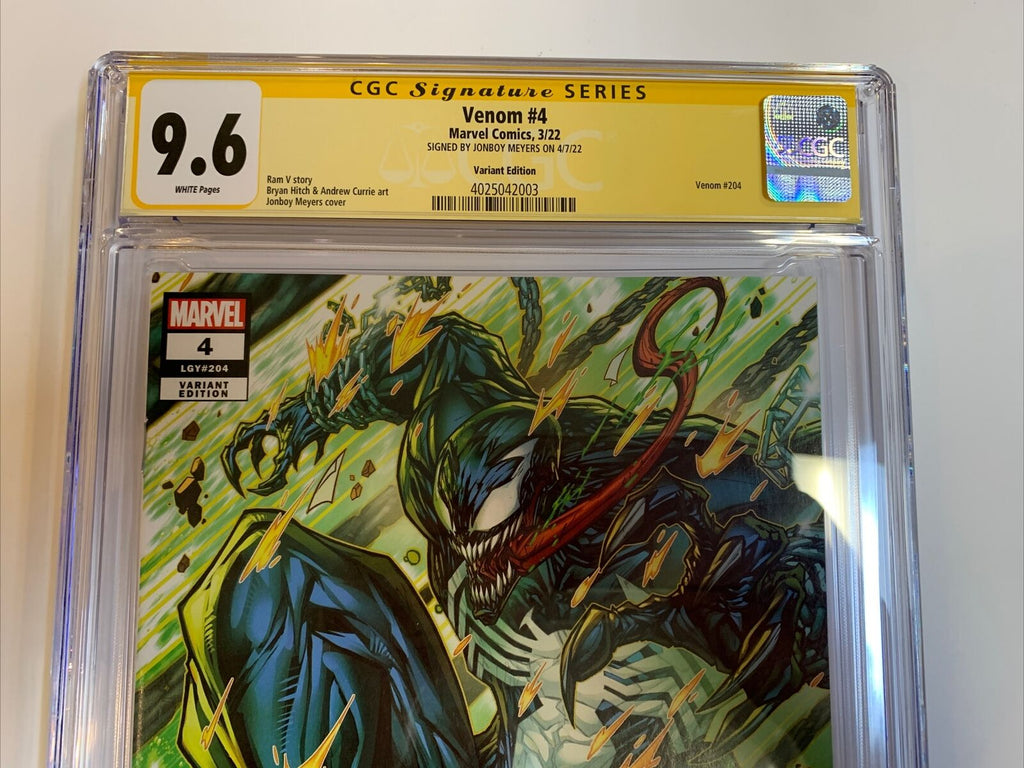 CGC Signature SERIES
9.6
WHITE Pages
Venom #4
Marvel Comics, 3/22
SIGNED BY JONBOY MEYERS ON 4/7/22
Variant Edition
4025042003
Ram V story
Bryan Hitch & Andrew Currie art
Jonboy Meyers cover
Venom #204
CGC
CGC
MARVEL
4
LGY#204
VARIANT
EDITION